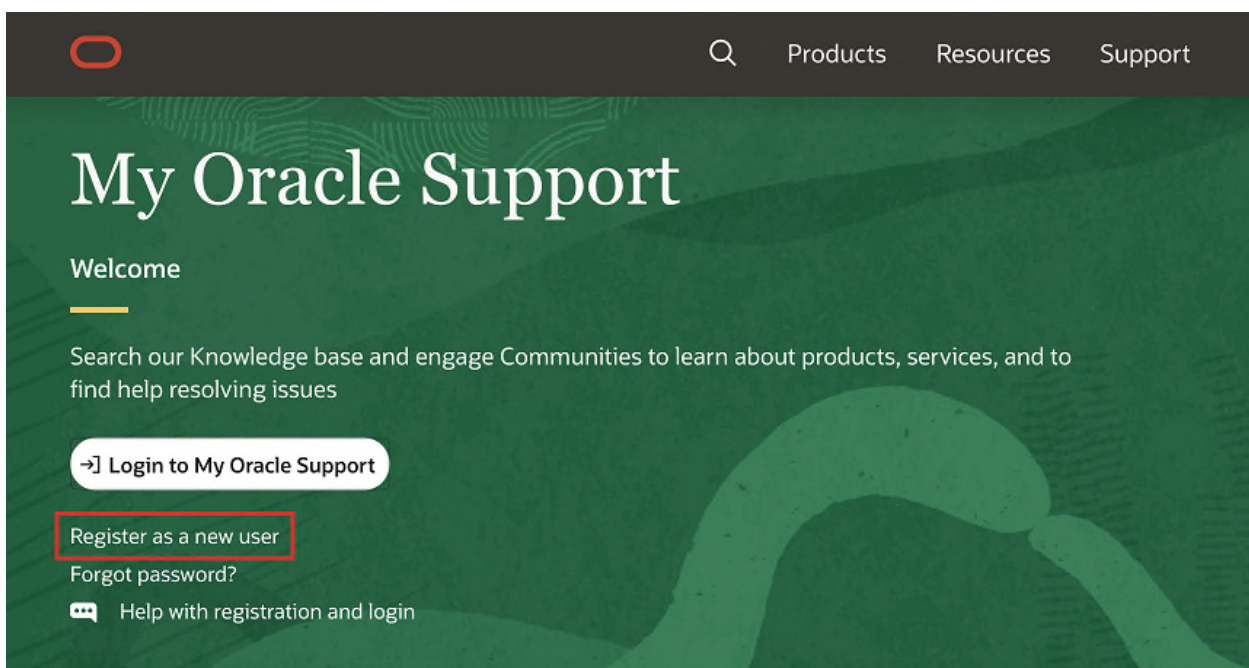 Products Resources Support
My Oracle Support
Welcome
Search our Knowledge base and engage Communities to learn about products, services, and to
find help resolving issues
Login to My Oracle Support
Register as a new user
Forgot password?
Help with registration and login